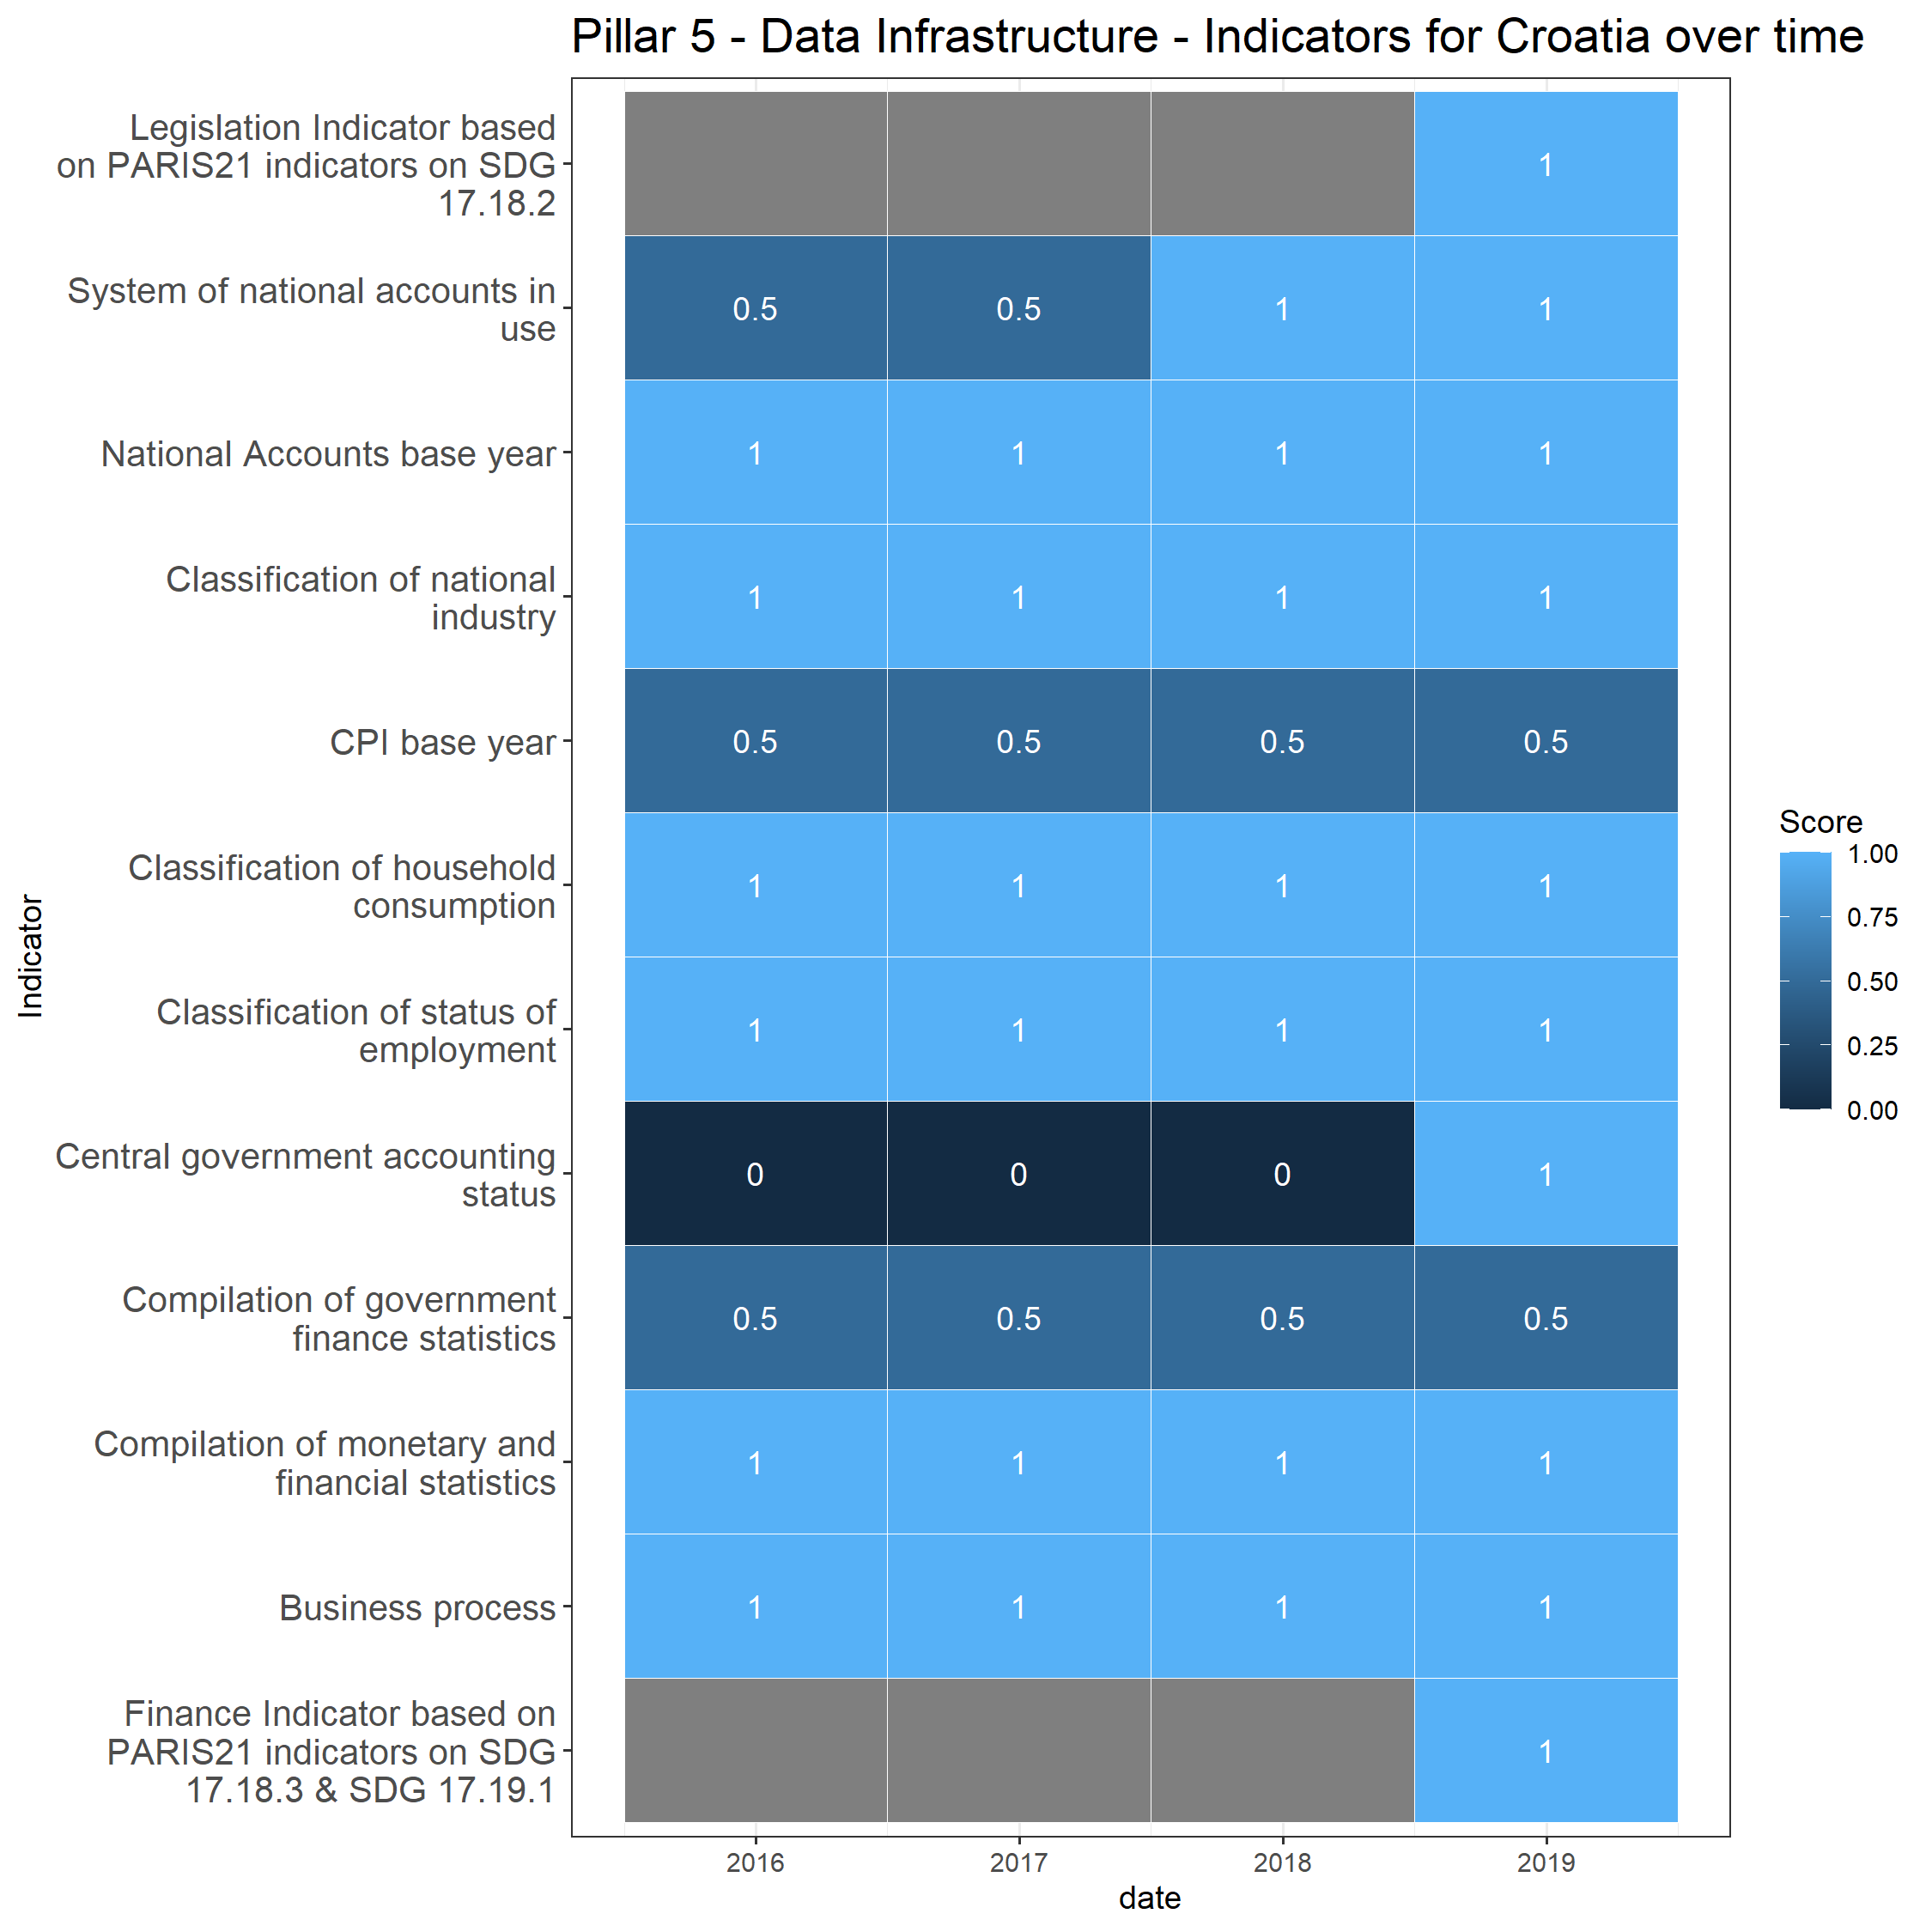 Pillar 5 - Data Infrastructure - Indicators for Croatia over time
Indicator
Legislation Indicator based
on PARIS21 indicators on SDG
17.18.2
1
System of national accounts in
use
0.5 0.5 1 1
National Accounts base year
1 1 1 1
Classification of national
industry
1 1 1 1
CPI base year
0.5 0.5 0.5 0.5
Classification of household
consumption
1 1 1 1
Classification of status of
employment
1 1 1 1
Central government accounting
status
0 0 0 1
Compilation of government
finance statistics
0.5 0.5 0.5 0.5
Compilation of monetary and
financial statistics
1 1 1 1
Business process
1 1 1 1
Finance Indicator based on
PARIS21 indicators on SDG
17.18.3 & SDG 17.19.1
1
2016 2017 2018 2019
date
Score
1.00
0.75
0.50
0.25
0.00